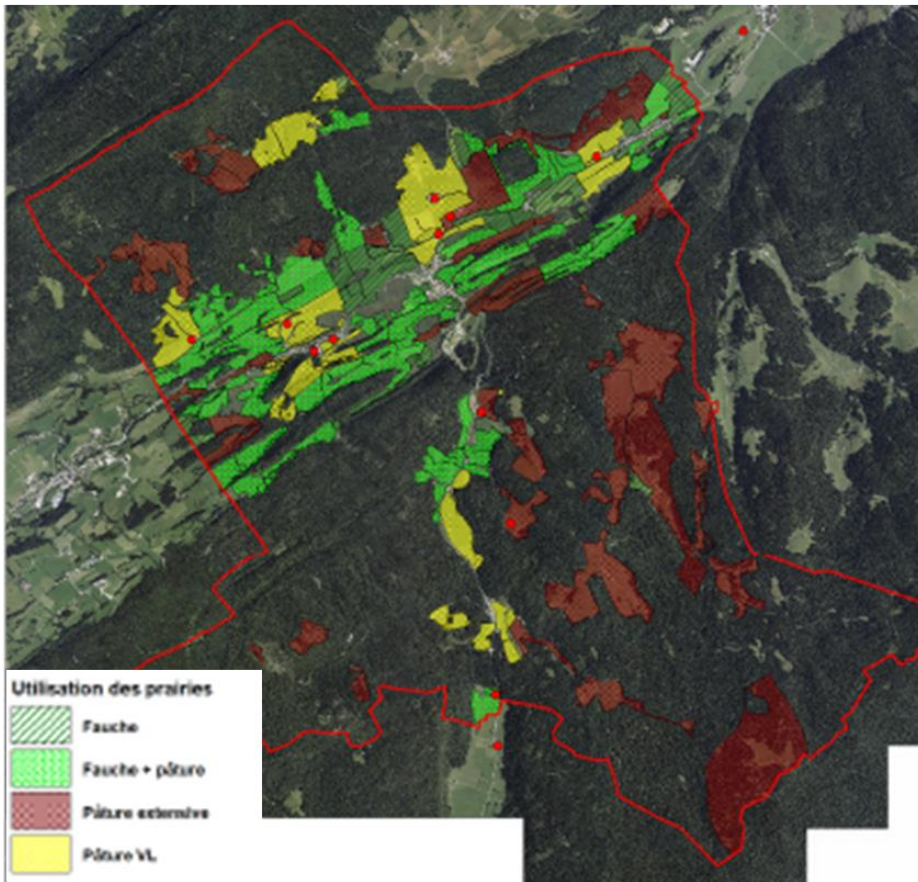 Utilisation des prairies
Fauche
Fauche + pâture
Pâture extensive
Pâture VL